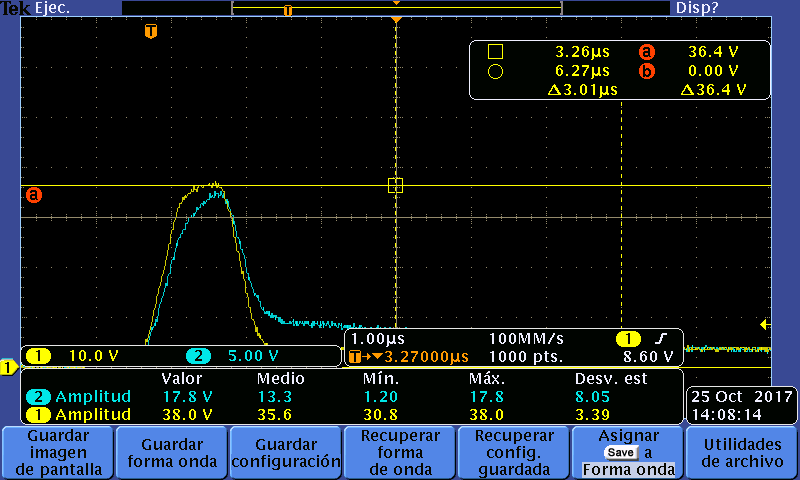 Tek Ejec. Disp?
T
T
3.26µs a 36.4 V
6.27µs b 0.00 V
Δ3.01µs Δ36.4 V
a
1.00µs 100MM/s 1 ʃ
1 10.0 V 2 5.00 V T→▼3.27000µs 1000 pts. 8.60 V
1
Valor Medio Mín. Máx. Desv. est
2 Amplitud 17.8 V 13.3 1.20 17.8 8.05
1 Amplitud 38.0 V 35.6 30.8 38.0 3.39
25 Oct 2017
14:08:14
Guardar
imagen
de pantalla
Guardar
forma onda
Guardar
configuración
Recuperar
forma
de onda
Recuperar
config.
guardada
Asignar
Save a
Forma onda
Utilidades
de archivo